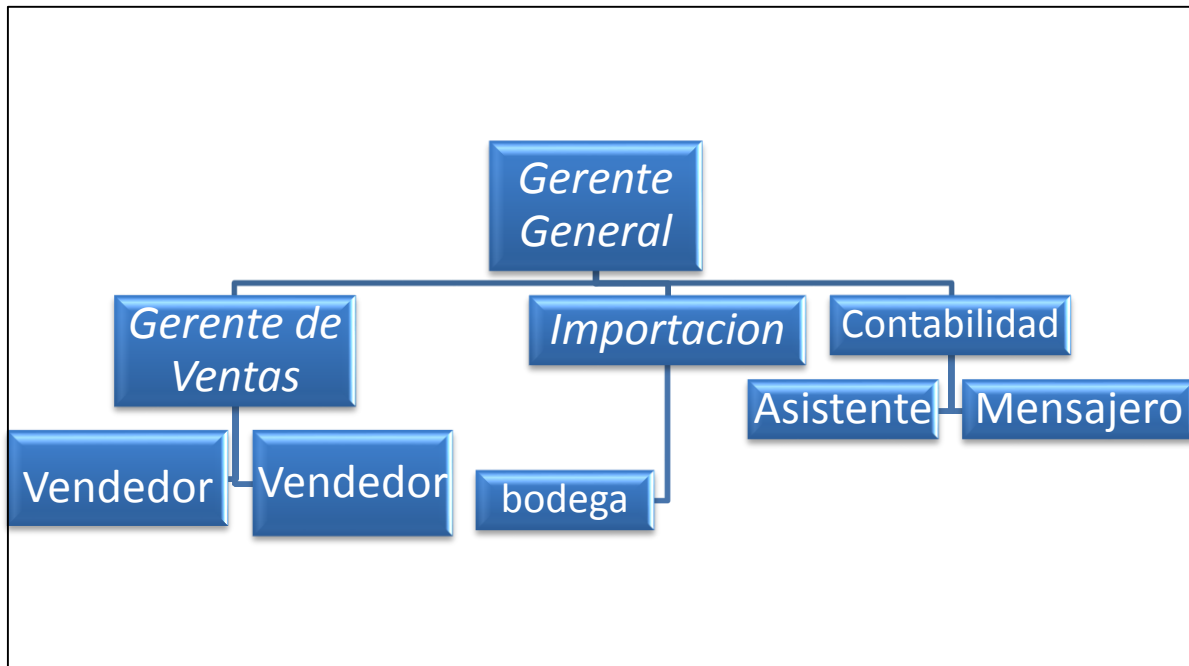 Gerente
General
Gerente de
Ventas
Importacion
Contabilidad
Asistente
Mensajero
Vendedor
Vendedor
bodega